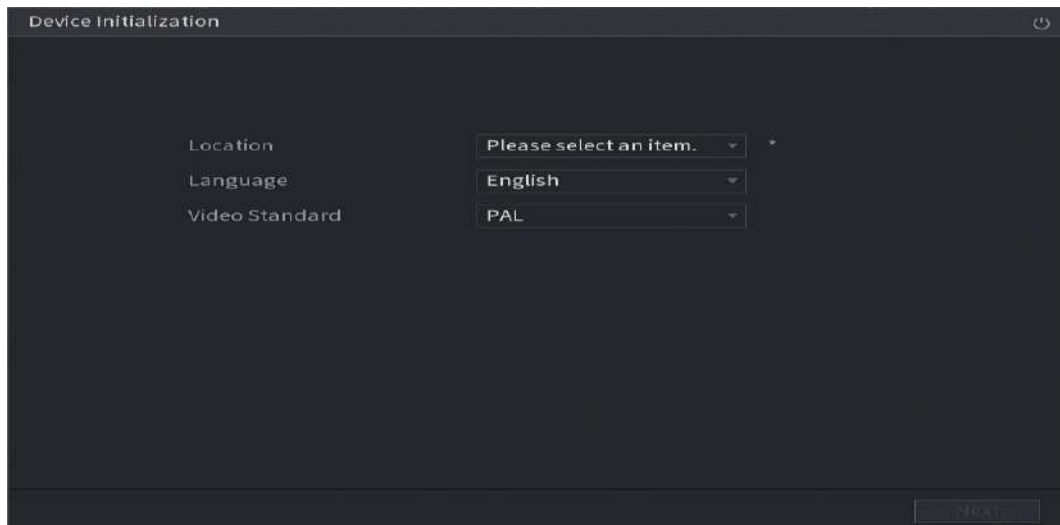 Device Initialization
Location Please select an item. *
Language English
Video Standard PAL
Next